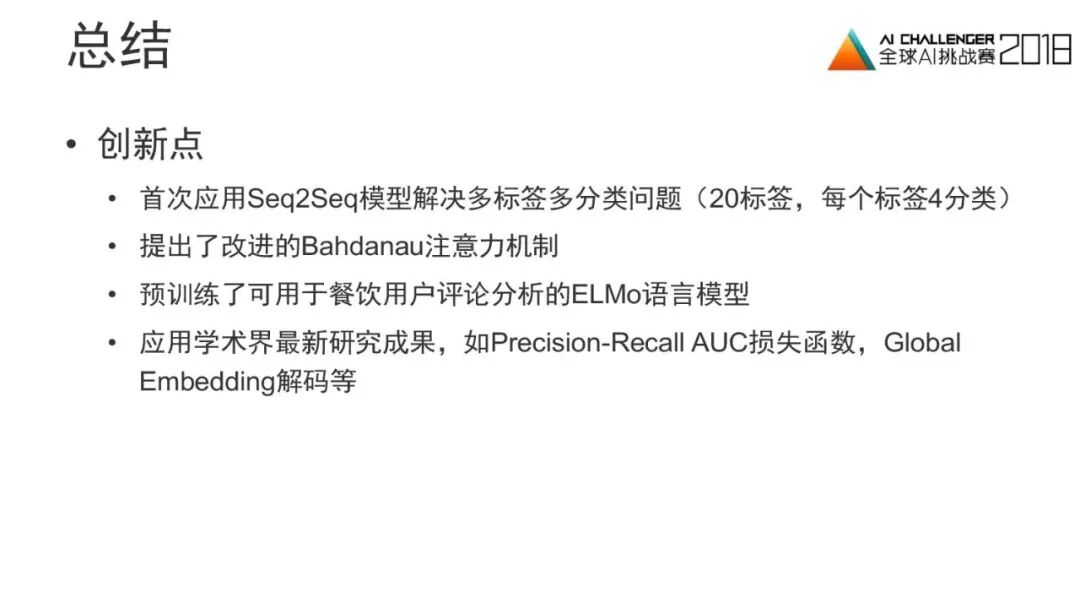 总结
AI CHALLENGER
全球AI挑战赛 2018
• 创新点
• 首次应用Seq2Seq模型解决多标签多分类问题（20标签，每个标签4分类）
• 提出了改进的Bahdanau注意力机制
• 预训练了可用于餐饮用户评论分析的ELMo语言模型
• 应用学术界最新研究成果，如Precision-Recall AUC损失函数，Global
Embedding解码等